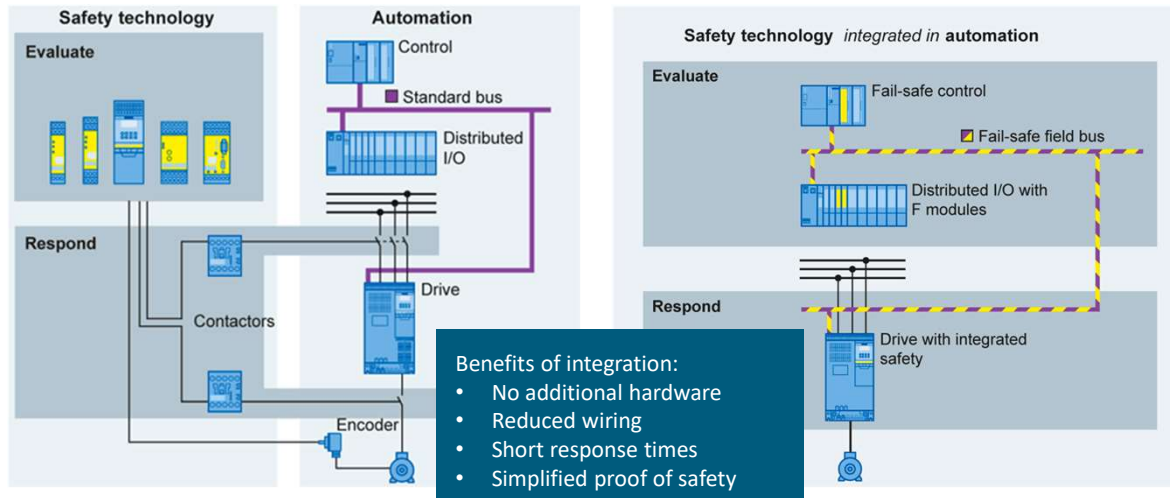 Safety technology
Automation
Evaluate
Control
Standard bus
Distributed
I/O
Respond
Drive
Contactors
Encoder
Safety technology integrated in automation
Evaluate
Fail-safe control
Fail-safe field bus
Distributed I/O with
F modules
Respond
Drive with integrated
safety
Benefits of integration:
• No additional hardware
• Reduced wiring
• Short response times
• Simplified proof of safety